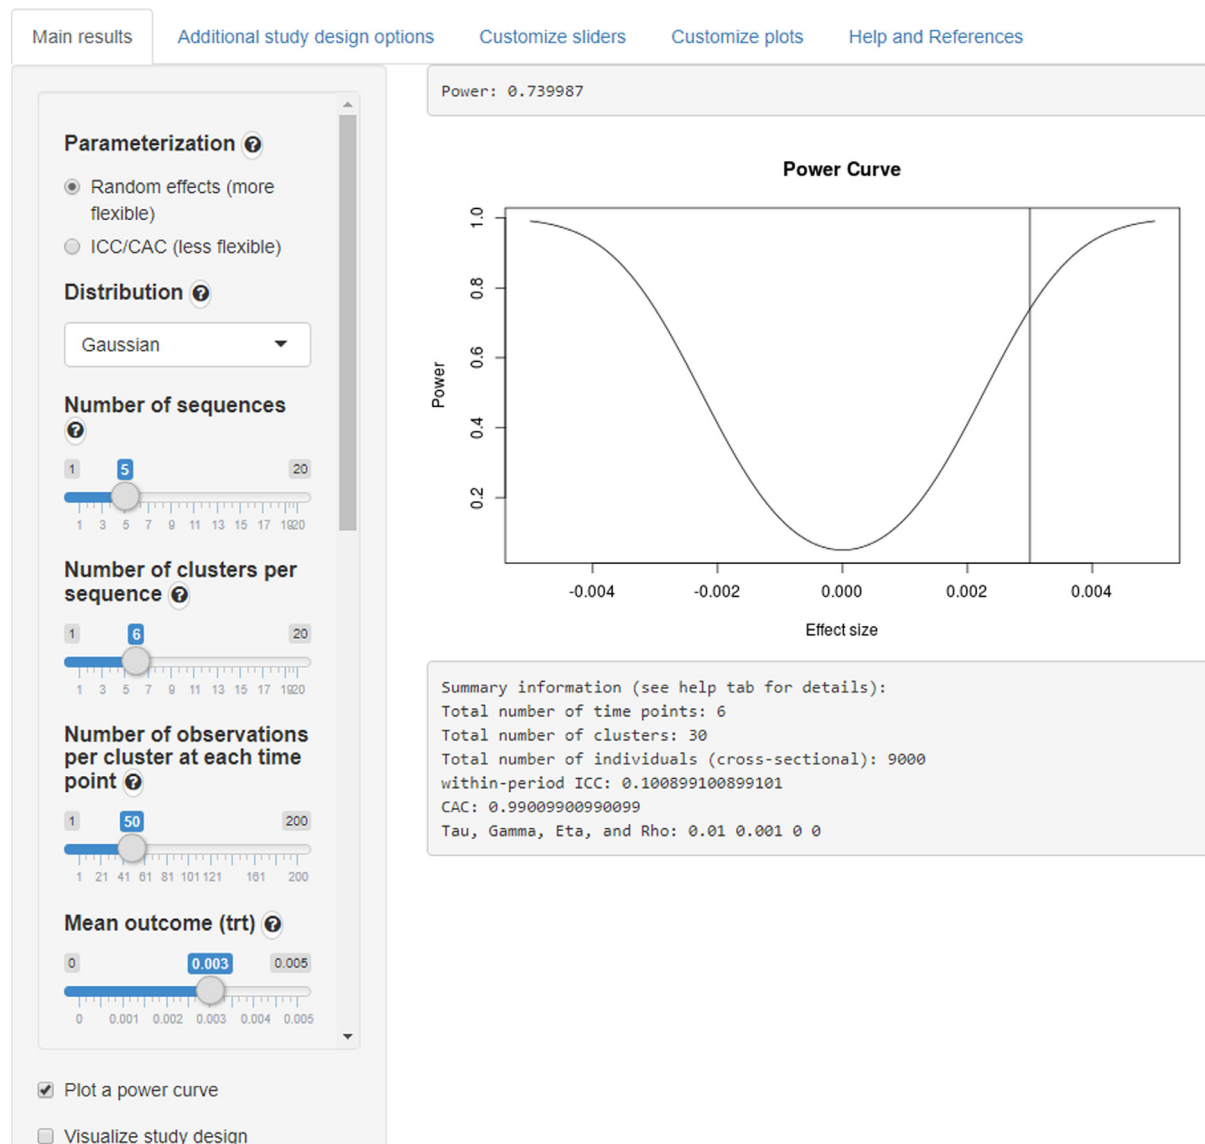 Main results Additional study design options Customize sliders Customize plots Help and References
Parameterization ?
Random effects (more
flexible)
ICC/CAC (less flexible)
Distribution ?
Gaussian
Number of sequences
?
1 5 20
1 3 5 7 9 11 13 15 17 1920
Number of clusters per
sequence ?
1 6 20
1 3 5 7 9 11 13 15 17 1920
Number of observations
per cluster at each time
point ?
1 50 200
1 21 41 61 81 101 121 161 200
Mean outcome (trt) ?
0 0.003 0.005
0 0.001 0.002 0.003 0.004 0.005
Plot a power curve
Visualize study design
Power: 0.739987
Power Curve
Power
1.0
0.8
0.6
0.4
0.2
-0.004 -0.002 0.000 0.002 0.004
Effect size
Summary information (see help tab for details):
Total number of time points: 6
Total number of clusters: 30
Total number of individuals (cross-sectional): 9000
within-period ICC: 0.100899100899101
CAC: 0.99009900990099
Tau, Gamma, Eta, and Rho: 0.01 0.001 0 0